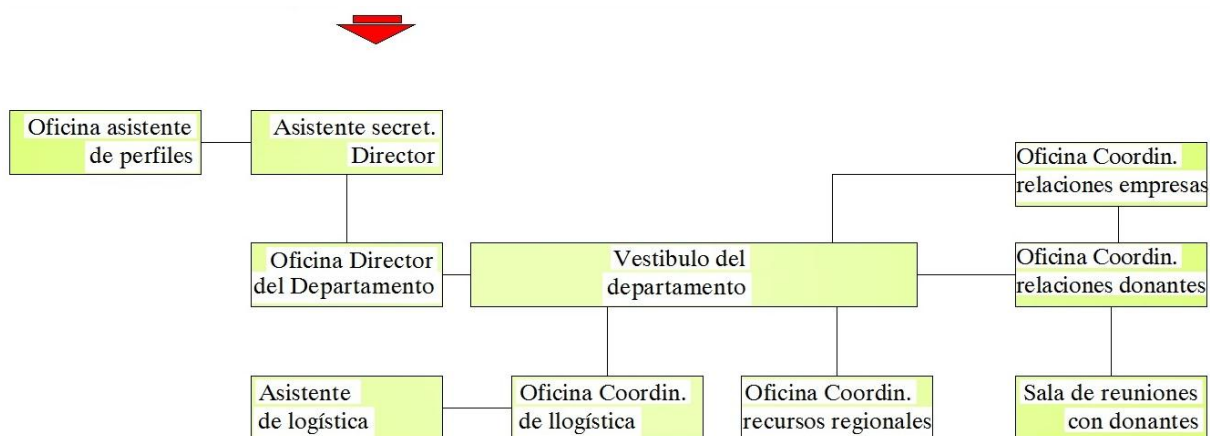 Oficina asistente
de perfiles
Asistente secret.
Director
Oficina Coordin.
relaciones empresas
Oficina Director
del Departamento
Vestibulo del
departamento
Oficina Coordin.
relaciones donantes
Asistente
de logística
Oficina Coordin.
de llogística
Oficina Coordin.
recursos regionales
Sala de reuniones
con donantes